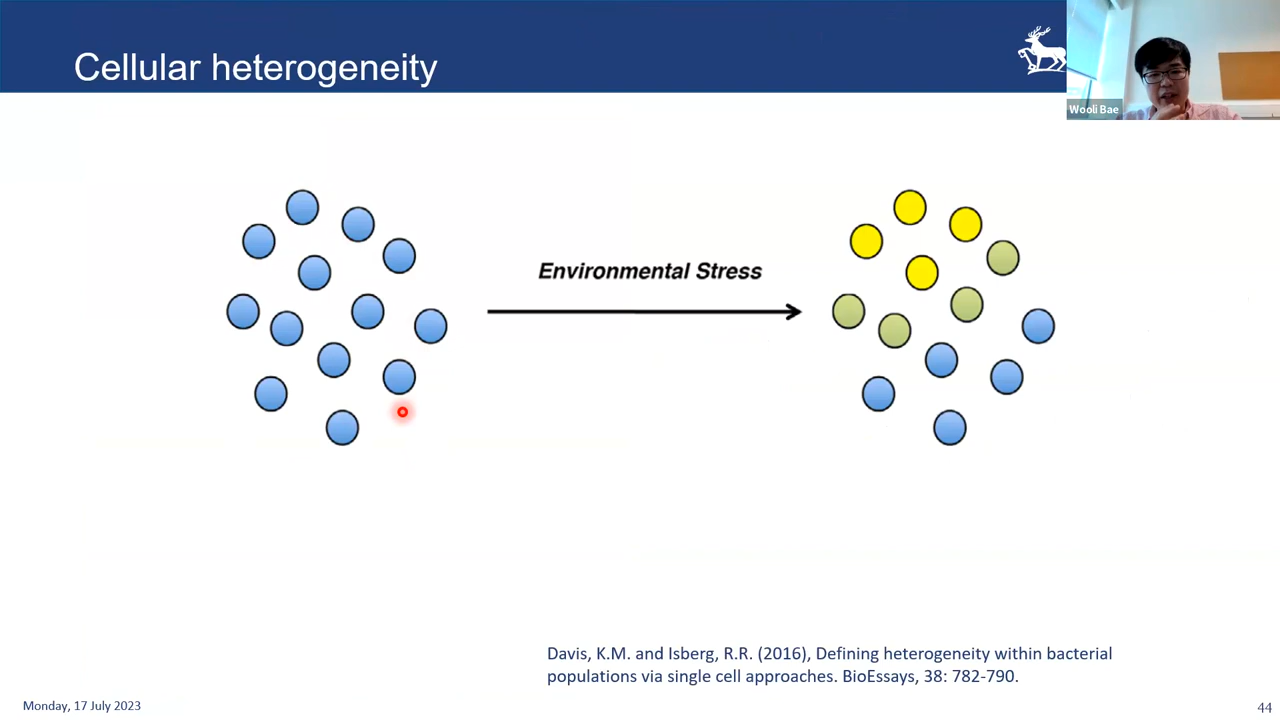 Cellular heterogeneity
Wooli Bae
Environmental Stress
Davis, K.M. and Isberg, R.R. (2016), Defining heterogeneity within bacterial
populations via single cell approaches. BioEssays, 38: 782-790.
Monday, 17 July 2023
44